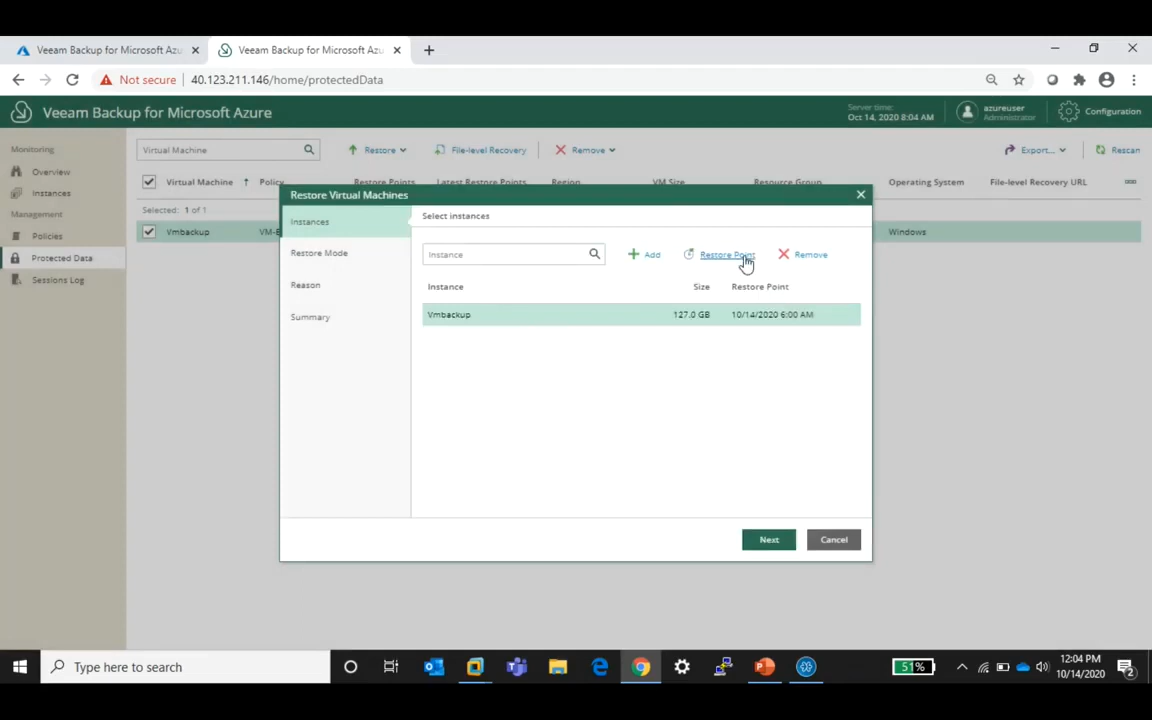 Veeam Backup for Microsoft Azu
Veeam Backup for Microsoft Azu
Not secure 40.123.211.146/home/protectedData
Veeam Backup for Microsoft Azure
Server time:
Oct 14, 2020 8:04 AM
azureuser
Administrator
Configuration
Monitoring
Overview
Instances
Management
Policies
Protected Data
Sessions Log
Virtual Machine
Restore
File-level Recovery
Remove
Export...
Rescan
Virtual Machine Policy Restore Points Latest Restore Points Region VM Size Resource Group Operating System File-level Recovery URL
Selected: 1 of 1
Vmbackup VM-B Windows
Restore Virtual Machines
Instances
Restore Mode
Reason
Summary
Select instances
Instance
Add
Restore Point
Remove
Instance Size Restore Point
Vmbackup 127.0 GB 10/14/2020 6:00 AM
Next
Cancel
Type here to search
51%
12:04 PM
10/14/2020
2